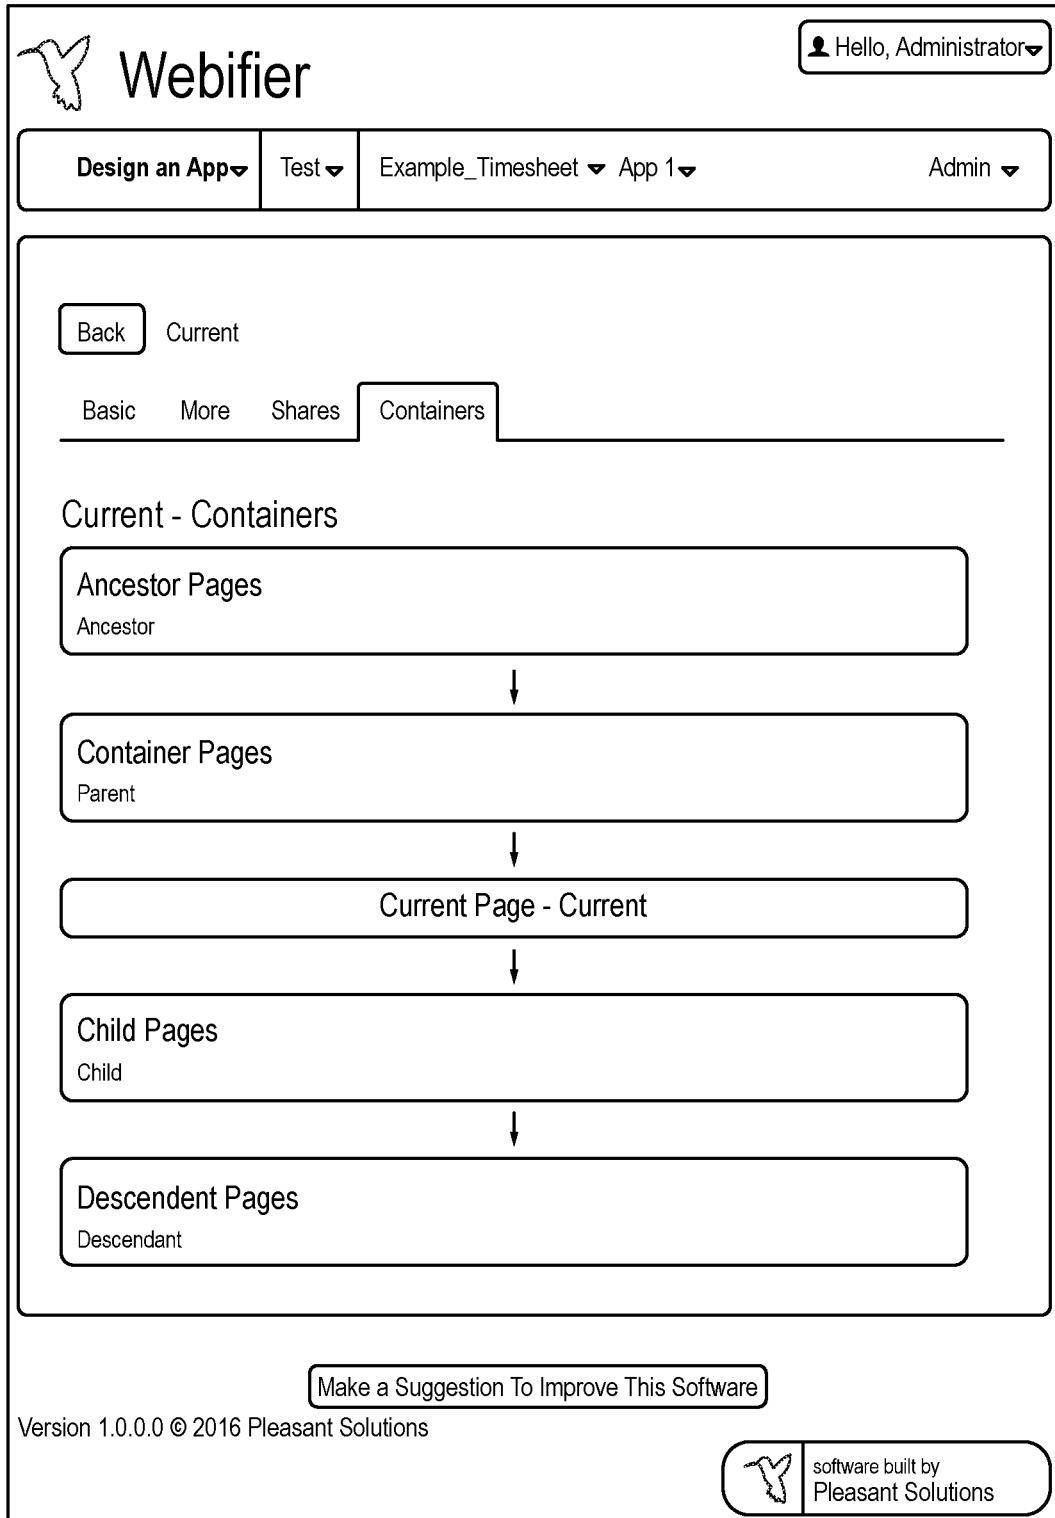 Webifier
Hello, Administrator
Design an App Test Example_Timesheet App 1 Admin
Back Current
Basic More Shares Containers
Current - Containers
Ancestor Pages
Ancestor
Container Pages
Parent
Current Page - Current
Child Pages
Child
Descendent Pages
Descendant
Make a Suggestion To Improve This Software
Version 1.0.0.0 © 2016 Pleasant Solutions
software built by
Pleasant Solutions